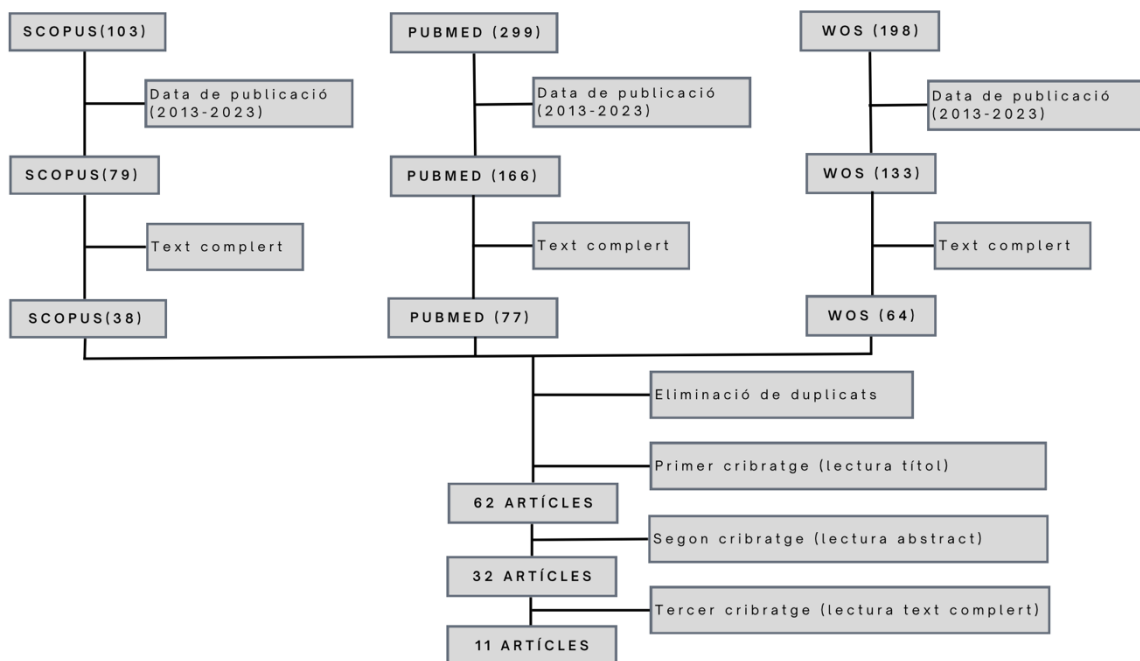 SCOPUS(103)
PUBMED (299)
WOS (198)
Data de publicació
(2013-2023)
Data de publicació
(2013-2023)
Data de publicació
(2013-2023)
SCOPUS(79)
PUBMED (166)
WOS (133)
Text complert
Text complert
Text complert
SCOPUS(38)
PUBMED (77)
WOS (64)
Eliminació de duplicats
Primer cribratge (lectura títol)
62 ARTÍCLES
Segon cribratge (lectura abstract)
32 ARTÍCLES
Tercer cribratge (lectura text complert)
11 ARTÍCLES